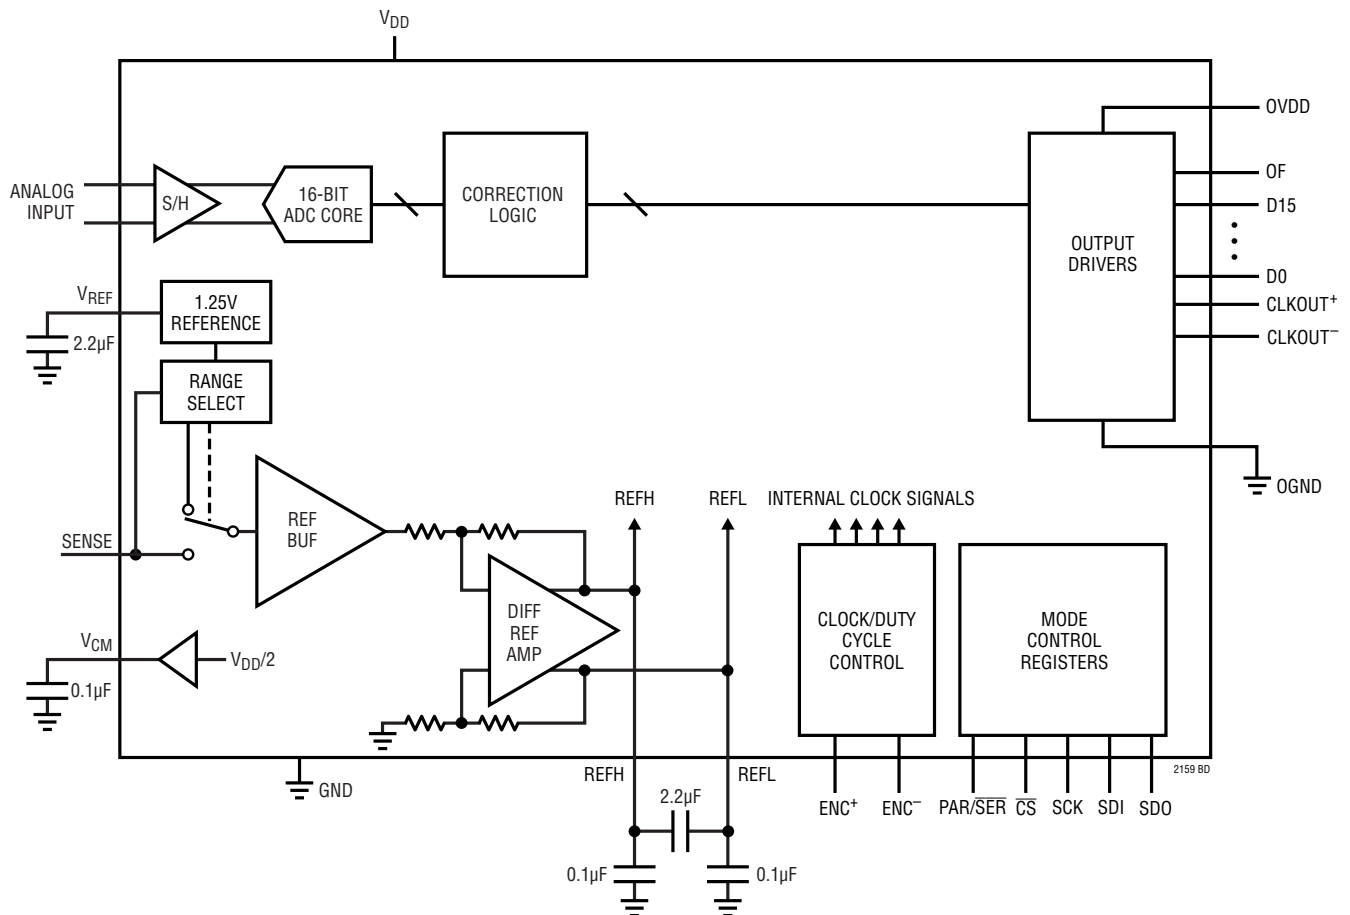 VDD
OVDD
OF
D15
D0
CLKOUT+
CLKOUT−
OGND
ANALOG
INPUT
S/H
16-BIT
ADC CORE
CORRECTION
LOGIC
OUTPUT
DRIVERS
VREF
2.2µF
1.25V
REFERENCE
RANGE
SELECT
SENSE
REF
BUF
REFH
REFL
INTERNAL CLOCK SIGNALS
DIFF
REF
AMP
CLOCK/DUTY
CYCLE
CONTROL
MODE
CONTROL
REGISTERS
VCM
0.1µF
VDD/2
GND
REFH
REFL
2.2µF
0.1µF
0.1µF
ENC+
ENC−
PAR/SER
CS
SCK
SDI
SDO
2159 BD